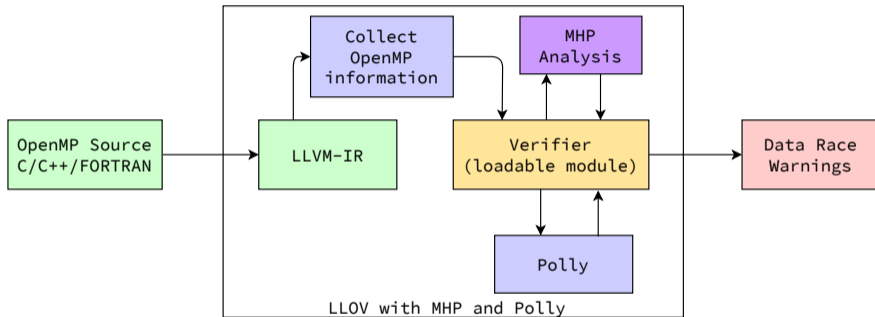 OpenMP Source
C/C++/FORTRAN
LLVM-IR
Collect
OpenMP
information
MHP
Analysis
Verifier
(loadable module)
Polly
Data Race
Warnings
LLOV with MHP and Polly